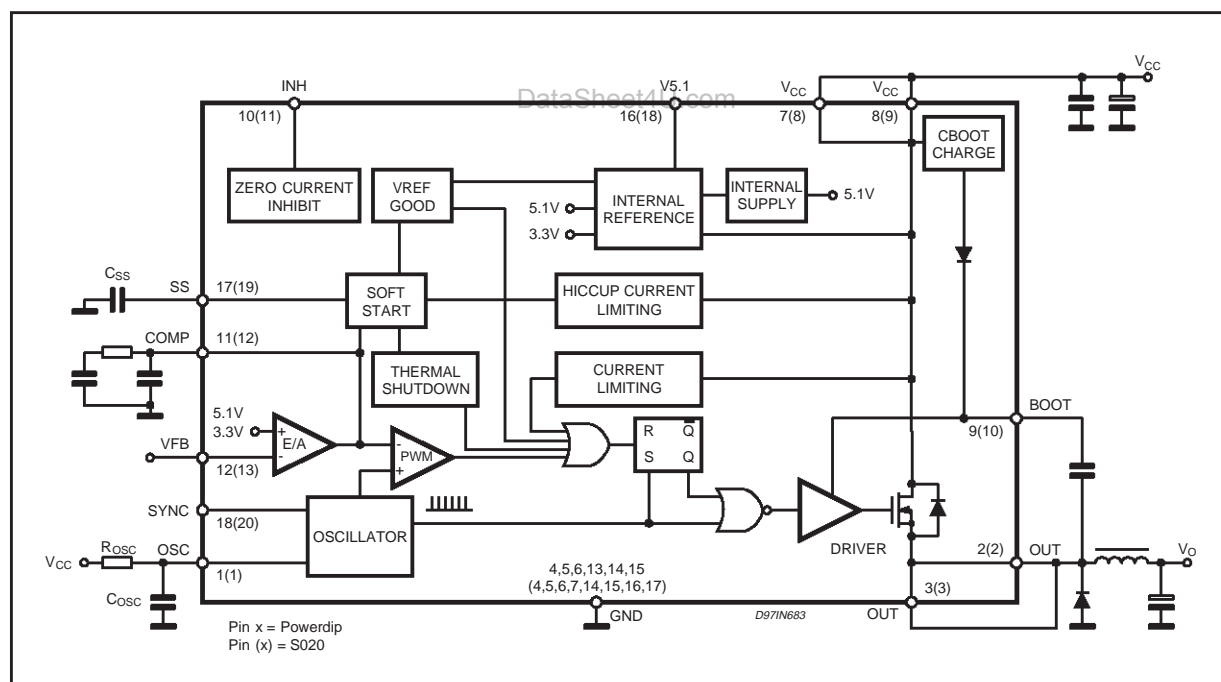 VCC
INH
V5.1
VCC
VCC
DataSheet4U.com
10(11)
16(18)
7(8)
8(9)
CBOOT
CHARGE
ZERO CURRENT
INHIBIT
VREF
GOOD
INTERNAL
REFERENCE
INTERNAL
SUPPLY
5.1V
5.1V
3.3V
CSS
SS
17(19)
SOFT
START
HICCUP CURRENT
LIMITING
COMP
11(12)
THERMAL
SHUTDOWN
CURRENT
LIMITING
5.1V
3.3V
+
-
E/A
VFB
12(13)
-
+
PWM
R
Q
S
Q
BOOT
9(10)
SYNC
18(20)
OSCILLATOR
DRIVER
VCC
ROSC
OSC
1(1)
COSC
2(2)
OUT
VO
3(3)
OUT
4,5,6,13,14,15
(4,5,6,7,14,15,16,17)
GND
D97IN683
Pin x = Powerdip
Pin (x) = S020